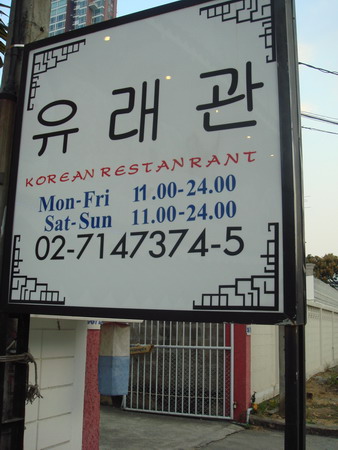 유래관
KOREAN RESTANRANT
Mon-Fri 11.00-24.00
Sat-Sun 11.00-24.00
02-7147374-5